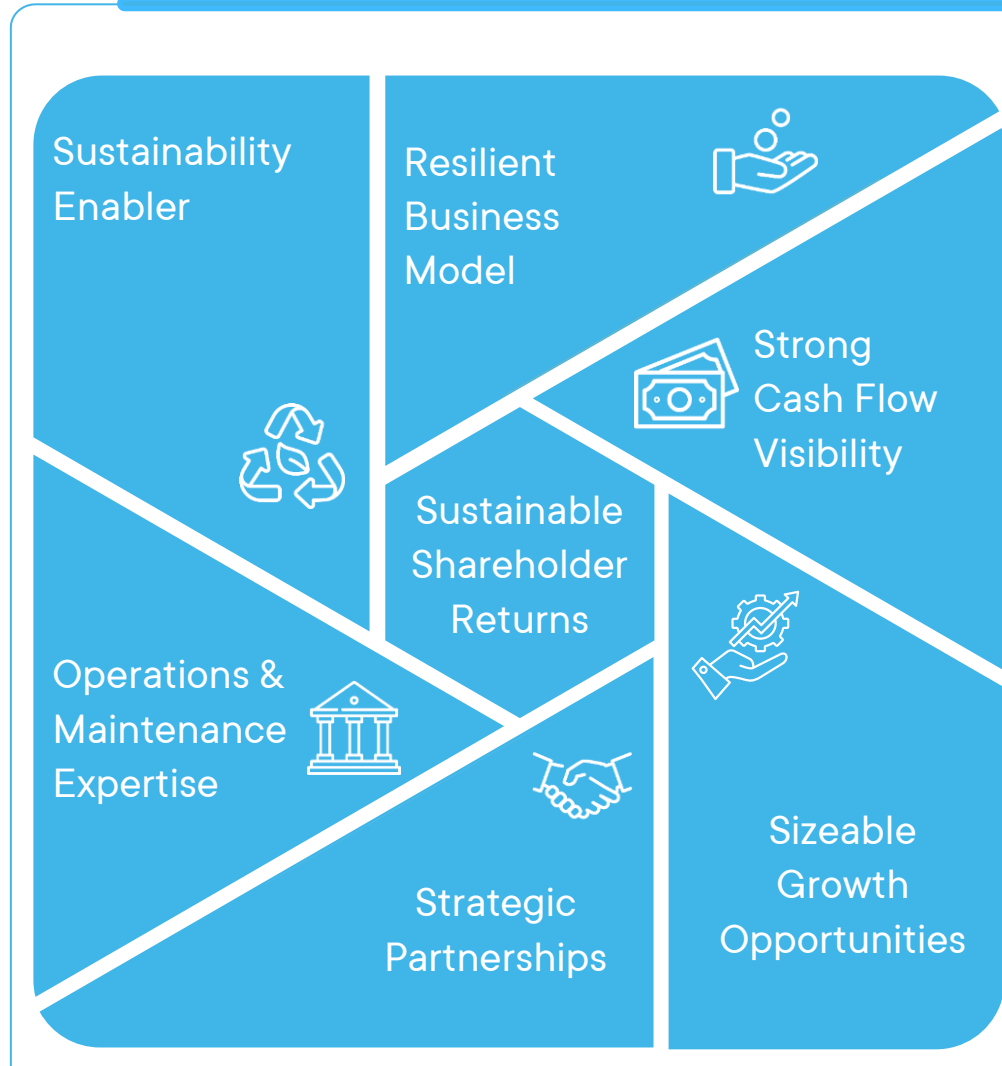 Sustainability
Enabler
Resilient
Business
Model
Strong
Cash Flow
Visibility
Sustainable
Shareholder
Returns
Operations &
Maintenance
Expertise
Strategic
Partnerships
Sizeable
Growth
Opportunities